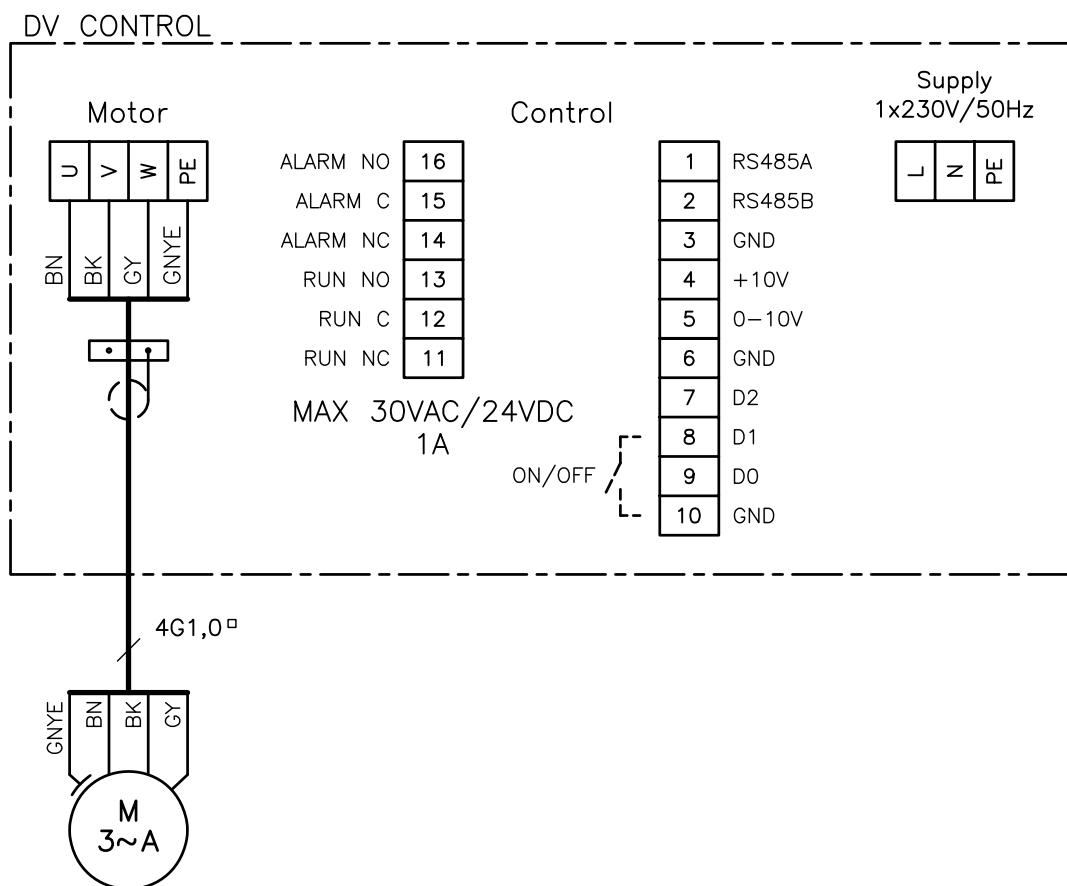 DV CONTROL
Motor
Control
Supply
1x230V/50Hz
U V W PE
BN BK GY GNYE
ALARM NO 16
ALARM C 15
ALARM NC 14
RUN NO 13
RUN C 12
RUN NC 11
MAX 30VAC/24VDC
1A
1 RS485A
2 RS485B
3 GND
4 +10V
5 0-10V
6 GND
7 D2
8 D1
9 D0
10 GND
ON/OFF
L N PE
4G1,0▫
GNYE BN BK GY
M
3~A